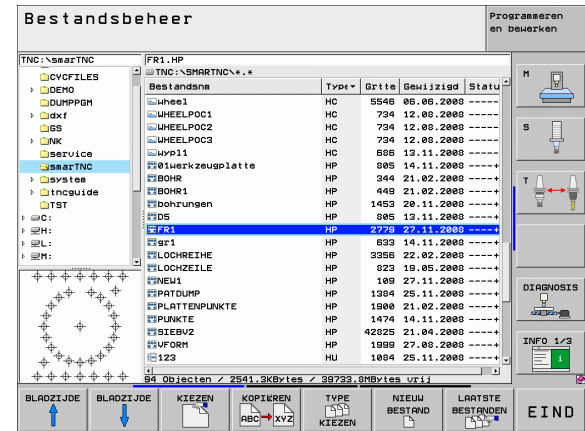 Bestandsbeheer
Programmeren
en bewerken
TNC:\smarTNC
FR1.HP
CYCFILES
DEMO
DUMPPGM
dxf
GS
NK
service
smarTNC
system
tncguide
TST
C:
H:
L:
M:
TNC:\SMARTNC\*.*
Bestandsnm Type Grtte Gewijzigd Statu
wheel HC 5546 06.06.2008 -----
WHEELPOC1 HC 734 12.08.2008 -----
WHEELPOC2 HC 734 12.08.2008 -----
WHEELPOC3 HC 734 12.08.2008 -----
wypl1 HC 686 13.11.2008 -----
01werkzeugplatte HP 805 14.11.2008 ----+
BOHR HP 344 21.02.2008 ----+
BOHR1 HP 449 21.02.2008 ----+
bohrungen HP 1453 20.11.2008 ----+
D5 HP 805 13.11.2008 ----+
FR1 HP 2779 27.11.2008 ----+
gr1 HP 633 14.11.2008 ----+
LOCHREIHE HP 3356 22.02.2008 ----+
LOCHZEILE HP 823 19.05.2008 ----+
NEW1 HP 109 27.11.2008 ----+
PATDUMP HP 1384 25.11.2008 ----+
PLATTENPUNKTE HP 1900 21.02.2008 ----+
PUNKTE HP 1474 14.11.2008 ----+
SIEBV2 HP 42825 21.04.2008 ----+
VFORM HP 1999 27.08.2008 ----+
123 HU 1084 25.11.2008 ----+
94 Objecten / 2541.3KBytes / 39733.8MBytes vrij
M
S
T
DIAGNOSIS
INFO 1/3
BLADZIJDE
BLADZIJDE
KIEZEN
KOPIËREN
ABC
XYZ
TYPE
KIEZEN
NIEUW
BESTAND
LAATSTE
BESTANDEN
EIND